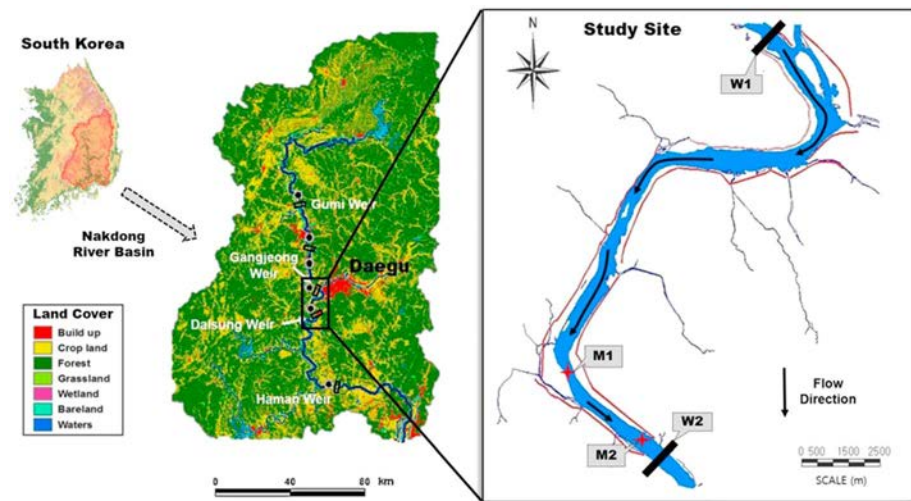 South Korea
Nakdong
River Basin
Land Cover
Build up
Crop land
Forest
Grassland
Wetland
Bareland
Waters
Gumi Weir
Gangjeong
Weir
Daegu
Dalsung Weir
Haman Weir
0 20 40 80 km
N
Study Site
W1
M1
Flow
Direction
W2
M2
0 500 1500 2500
SCALE (m)